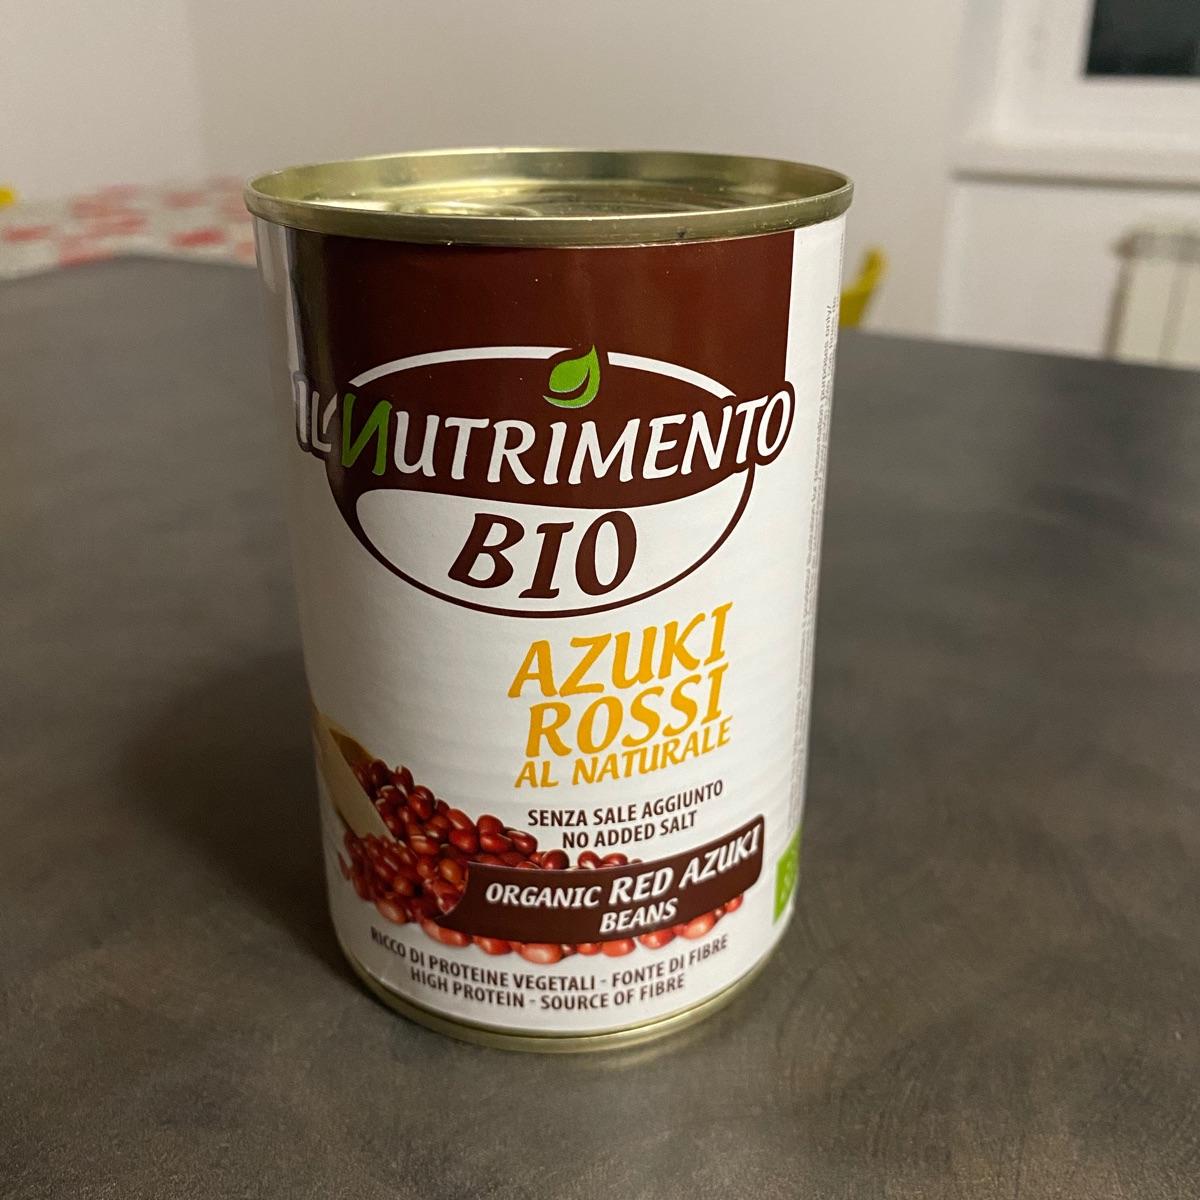 IL NUTRIMENTO
BIO
AZUKI
ROSSI
AL NATURALE
SENZA SALE AGGIUNTO
NO ADDED SALT
ORGANIC RED AZUKI
BEANS
RICCO DI PROTEINE VEGETALI - FONTE DI FIBRE
HIGH PROTEIN - SOURCE OF FIBRE